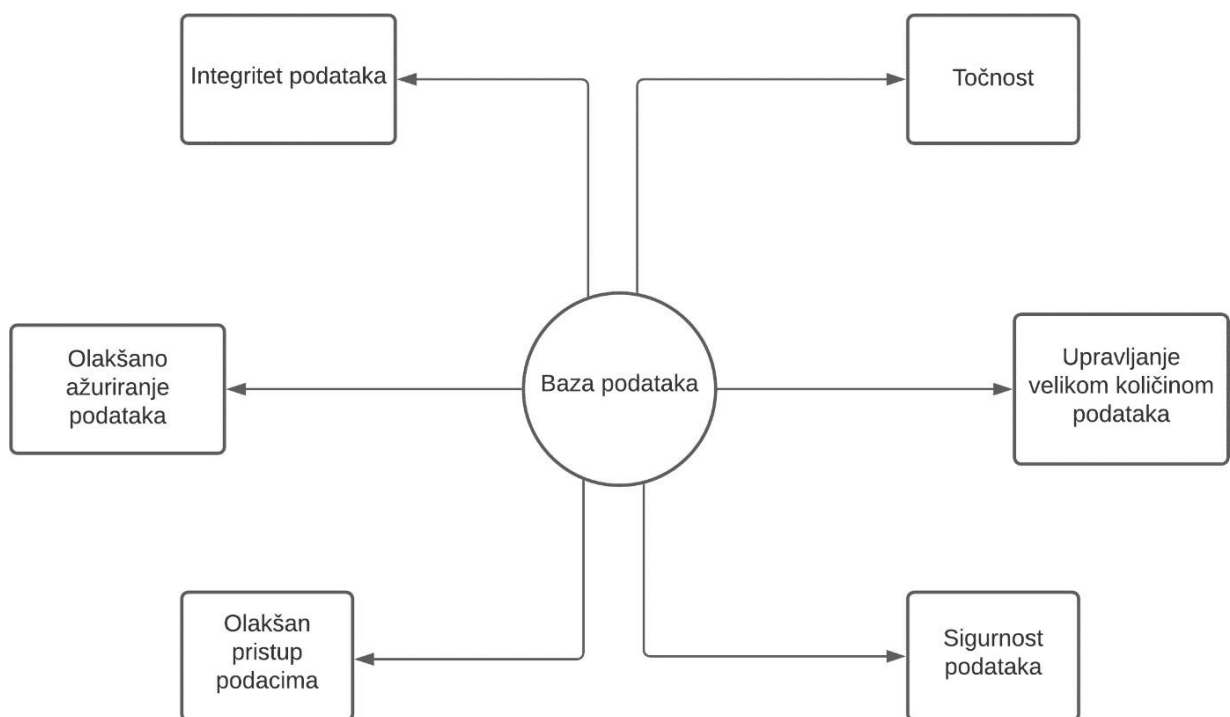 Integritet podataka
Točnost
Olakšano
ažuriranje
podataka
Baza podataka
Upravljanje
velikom količinom
podataka
Olakšan
pristup
podacima
Sigurnost
podataka